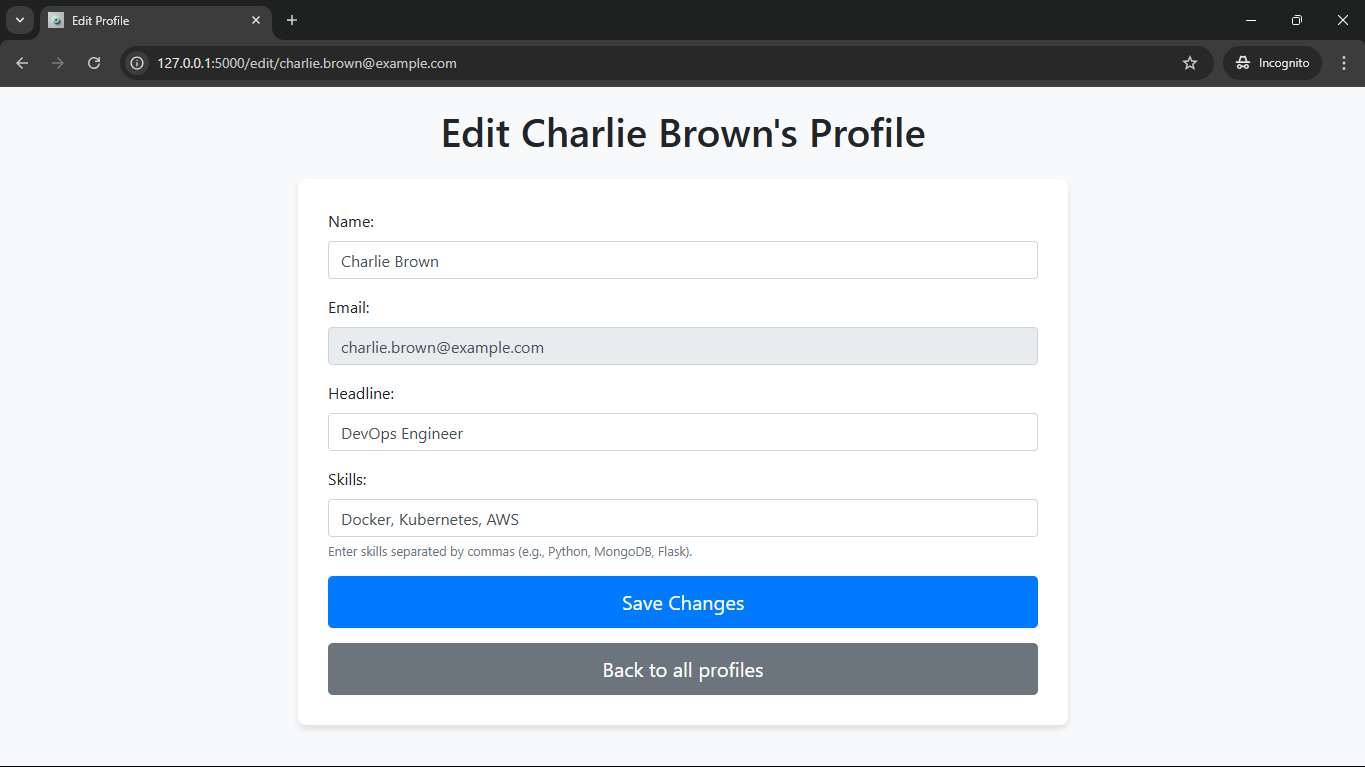 Edit Profile
127.0.0.1:5000/edit/charlie.brown@example.com
Incognito
Edit Charlie Brown's Profile
Name:
Charlie Brown
Email:
charlie.brown@example.com
Headline:
DevOps Engineer
Skills:
Docker, Kubernetes, AWS
Enter skills separated by commas (e.g., Python, MongoDB, Flask).
Save Changes
Back to all profiles